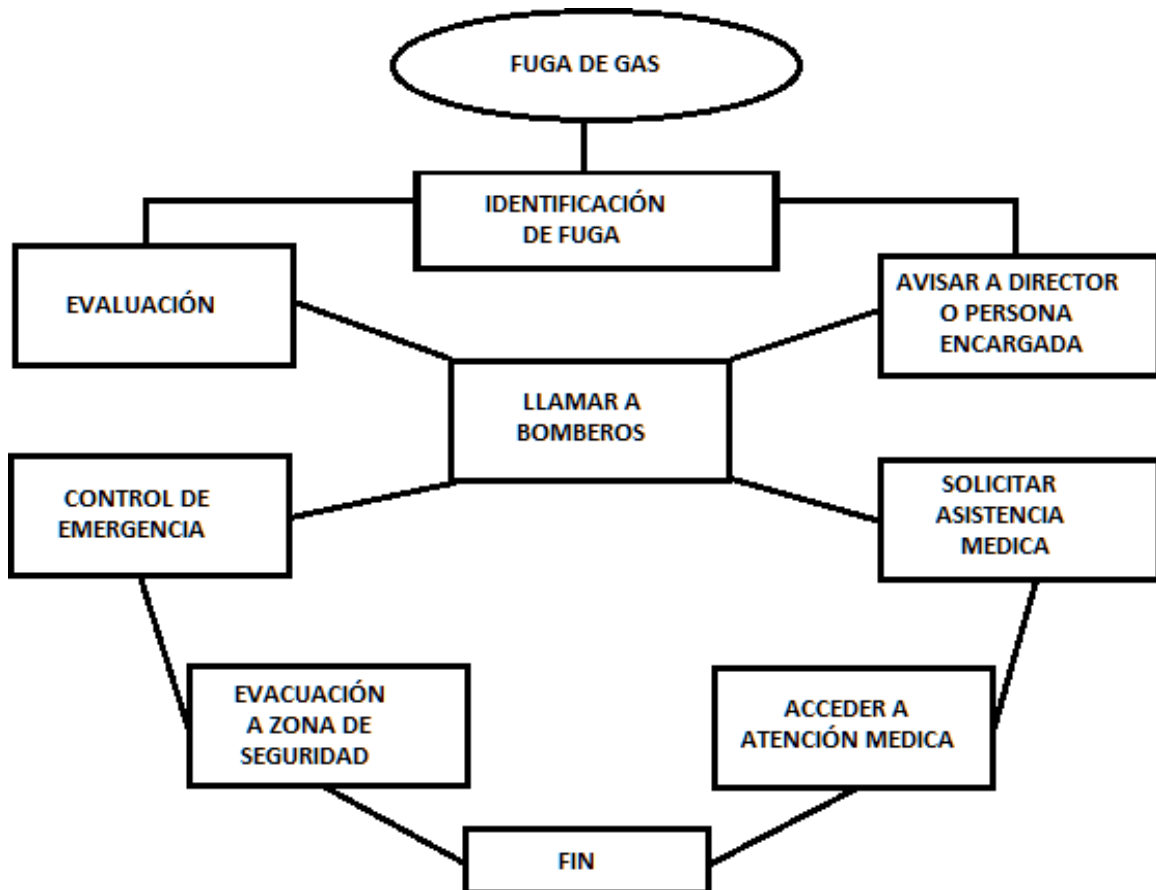 FUGA DE GAS
IDENTIFICACIÓN
DE FUGA
EVALUACIÓN
AVISAR A DIRECTOR
O PERSONA
ENCARGADA
LLAMAR A
BOMBEROS
CONTROL DE
EMERGENCIA
SOLICITAR
ASISTENCIA
MEDICA
EVACUACIÓN
A ZONA DE
SEGURIDAD
ACCEDER A
ATENCIÓN MEDICA
FIN